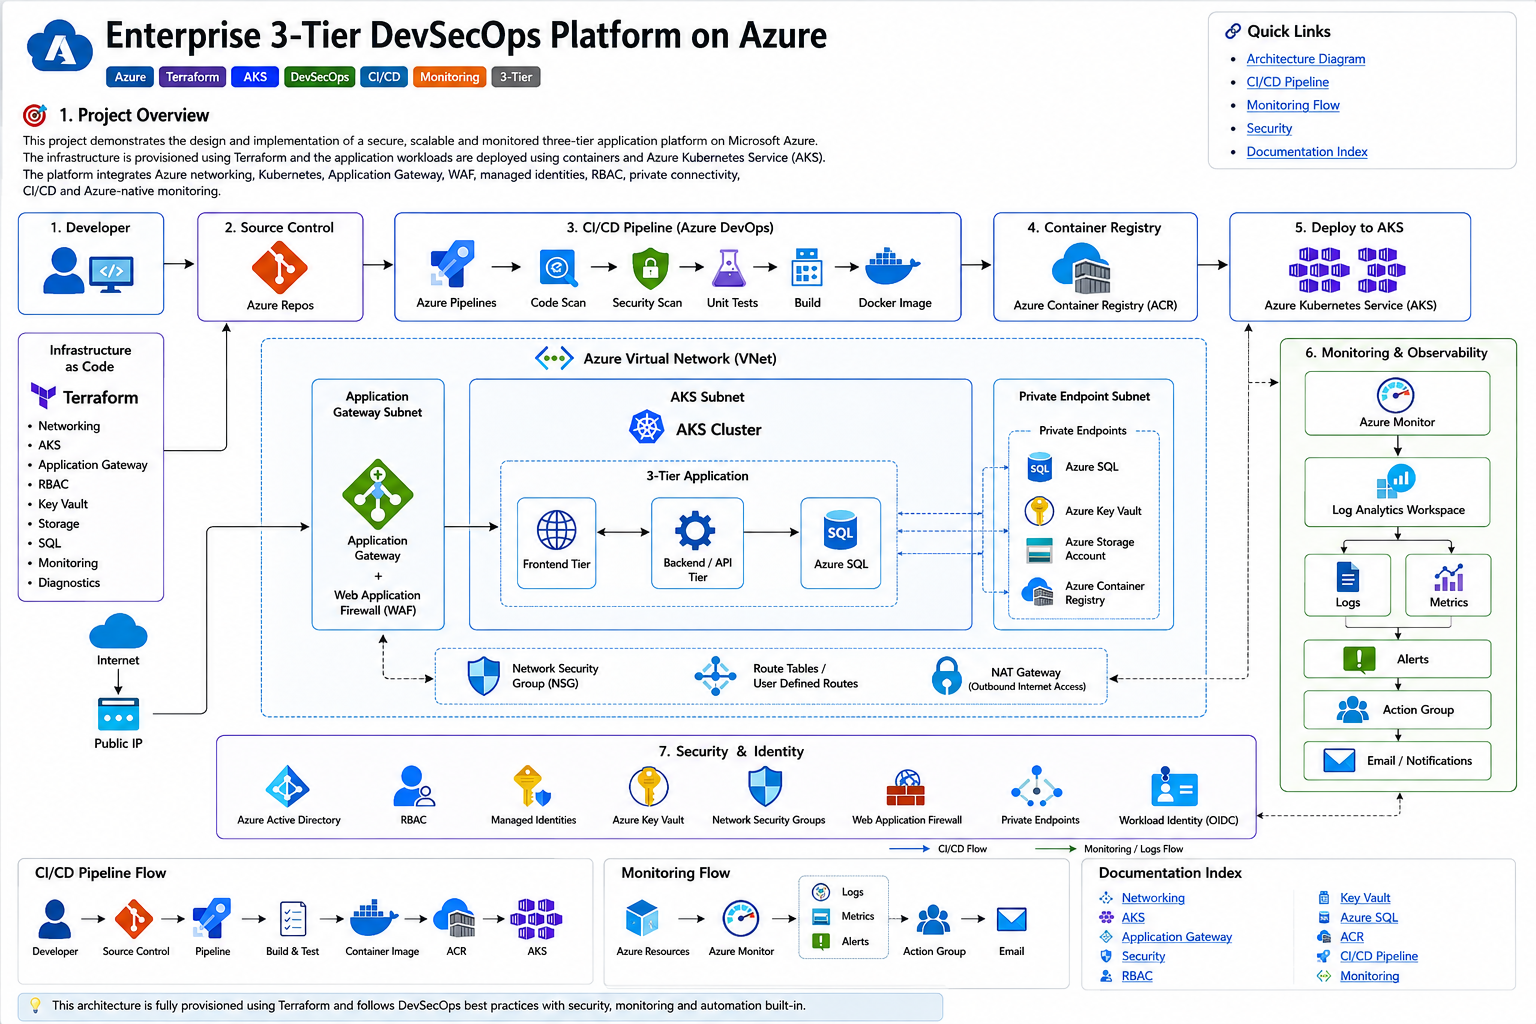 Enterprise 3-Tier DevSecOps Platform on Azure
Azure
Terraform
AKS
DevSecOps
CI/CD
Monitoring
3-Tier
Quick Links
• Architecture Diagram
• CI/CD Pipeline
• Monitoring Flow
• Security
• Documentation Index
1. Project Overview
This project demonstrates the design and implementation of a secure, scalable and monitored three-tier application platform on Microsoft Azure.
The infrastructure is provisioned using Terraform and the application workloads are deployed using containers and Azure Kubernetes Service (AKS).
The platform integrates Azure networking, Kubernetes, Application Gateway, WAF, managed identities, RBAC, private connectivity,
CI/CD and Azure-native monitoring.
1. Developer
</>
2. Source Control
Azure Repos
3. CI/CD Pipeline (Azure DevOps)
Azure Pipelines
Code Scan
Security Scan
Unit Tests
Build
Docker Image
4. Container Registry
Azure Container Registry (ACR)
5. Deploy to AKS
Azure Kubernetes Service (AKS)
Infrastructure
as Code
Terraform
• Networking
• AKS
• Application Gateway
• RBAC
• Key Vault
• Storage
• SQL
• Monitoring
• Diagnostics
Internet
Public IP
Azure Virtual Network (VNet)
Application
Gateway Subnet
Application
Gateway
+
Web Application
Firewall (WAF)
AKS Subnet
AKS Cluster
3-Tier Application
Frontend Tier
Backend / API
Tier
SQL
Azure SQL
Private Endpoint Subnet
Private Endpoints
SQL
Azure SQL
Azure Key Vault
Azure Storage
Account
Azure Container
Registry
Network Security
Group (NSG)
Route Tables /
User Defined Routes
NAT Gateway
(Outbound Internet Access)
6. Monitoring & Observability
Azure Monitor
Log Analytics Workspace
Logs
Metrics
Alerts
Action Group
Email / Notifications
7. Security & Identity
Azure Active Directory
RBAC
Managed Identities
Azure Key Vault
Network Security Groups
Web Application Firewall
Private Endpoints
Workload Identity (OIDC)
CI/CD Flow
Monitoring / Logs Flow
CI/CD Pipeline Flow
Developer
Source Control
Pipeline
Build & Test
Container Image
ACR
AKS
Monitoring Flow
Azure Resources
Azure Monitor
Logs
Metrics
Alerts
Action Group
Email
Documentation Index
Networking
AKS
Application Gateway
Security
RBAC
Key Vault
Azure SQL
ACR
CI/CD Pipeline
Monitoring
This architecture is fully provisioned using Terraform and follows DevSecOps best practices with security, monitoring and automation built-in.